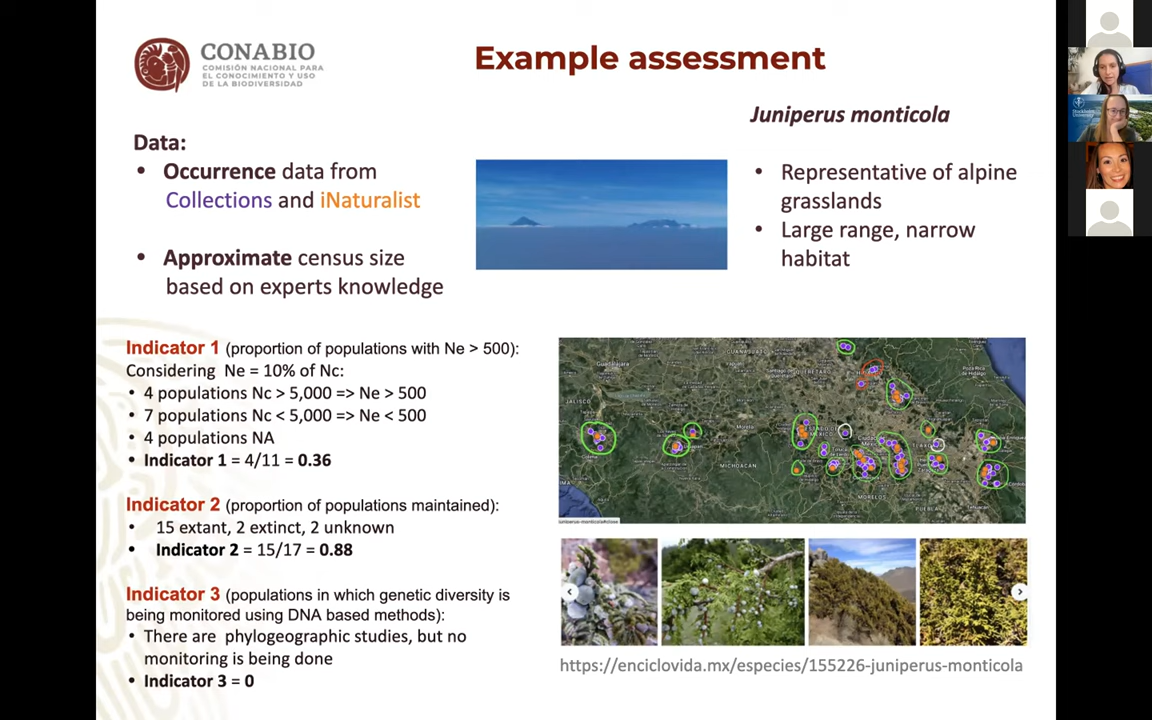 CONABIO
COMISIÓN NACIONAL PARA
EL CONOCIMIENTO Y USO
DE LA BIODIVERSIDAD
Example assessment
Data:
• Occurrence data from
Collections and iNaturalist
• Approximate census size
based on experts knowledge
Juniperus monticola
• Representative of alpine
grasslands
• Large range, narrow
habitat
Indicator 1 (proportion of populations with Ne > 500):
Considering Ne = 10% of Nc:
• 4 populations Nc > 5,000 => Ne > 500
• 7 populations Nc < 5,000 => Ne < 500
• 4 populations NA
• Indicator 1 = 4/11 = 0.36
Indicator 2 (proportion of populations maintained):
• 15 extant, 2 extinct, 2 unknown
• Indicator 2 = 15/17 = 0.88
Indicator 3 (populations in which genetic diversity is
being monitored using DNA based methods):
• There are phylogeographic studies, but no
monitoring is being done
• Indicator 3 = 0
Guadalajara
GUANAJUATO
QUERÉTARO
JALISCO
MICHOACÁN
MORELOS
PUEBLA
https://enciclovida.mx/especies/155226-juniperus-monticola
Stockholm
University